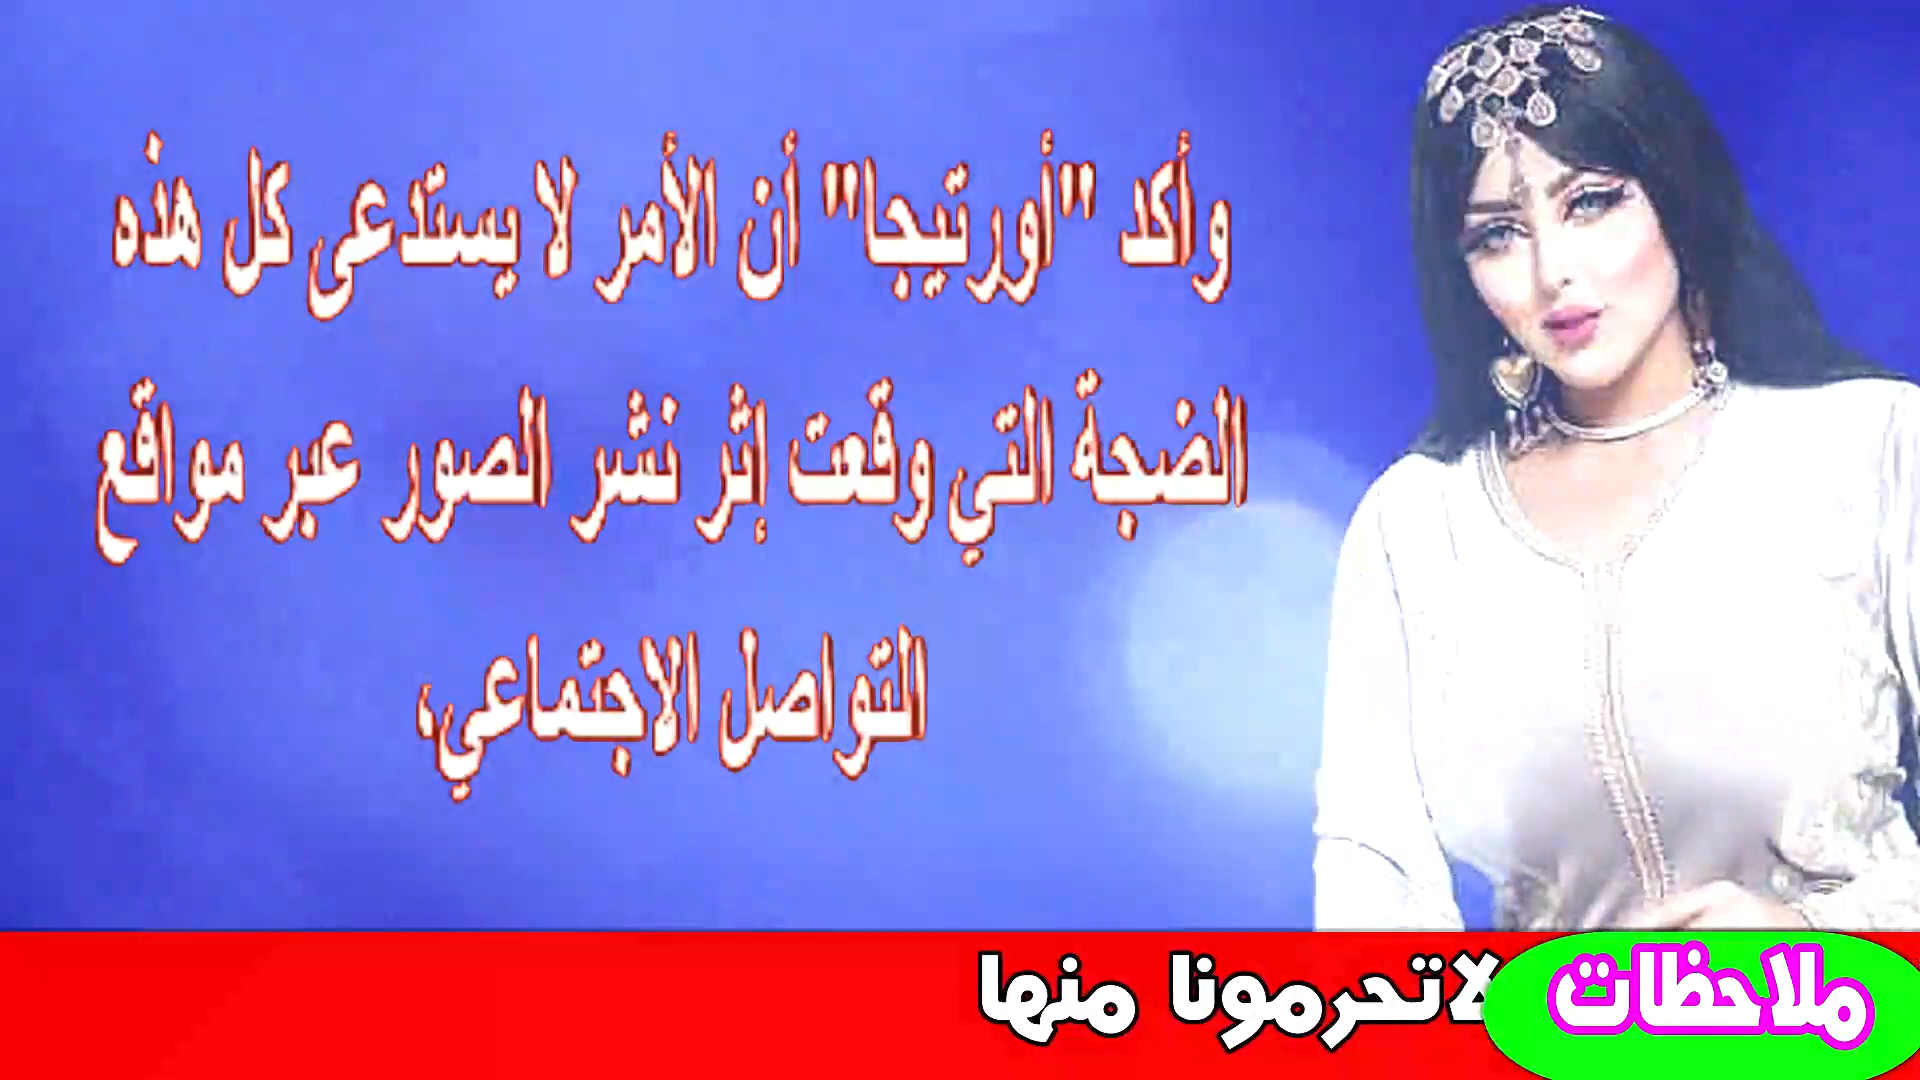 وأكد "أورتيجا" أن الأمر لا يستدعى كل هذه
الضجة التي وقعت إثر نشر الصور عبر مواقع
التواصل الاجتماعي،
ملاحظات لاتحرمونا منها